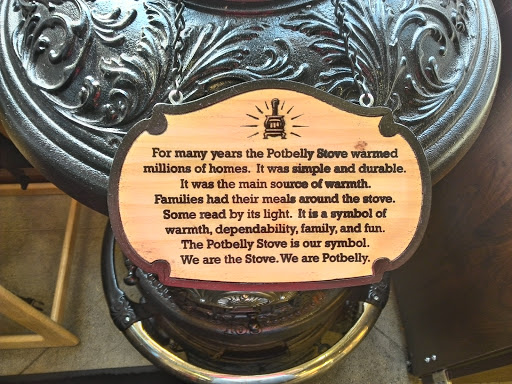 For many years the Potbelly Stove warmed
millions of homes. It was simple and durable.
It was the main source of warmth.
Families had their meals around the stove.
Some read by its light. It is a symbol of
warmth, dependability, family, and fun.
The Potbelly Stove is our symbol.
We are the Stove. We are Potbelly.